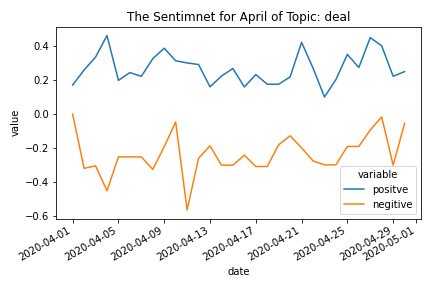 The Sentimnet for April of Topic: deal
value
0.4
0.2
0.0
−0.2
−0.4
−0.6
variable
positve
negitive
2020-04-01
2020-04-05
2020-04-09
2020-04-13
2020-04-17
2020-04-21
2020-04-25
2020-04-29
2020-05-01
date